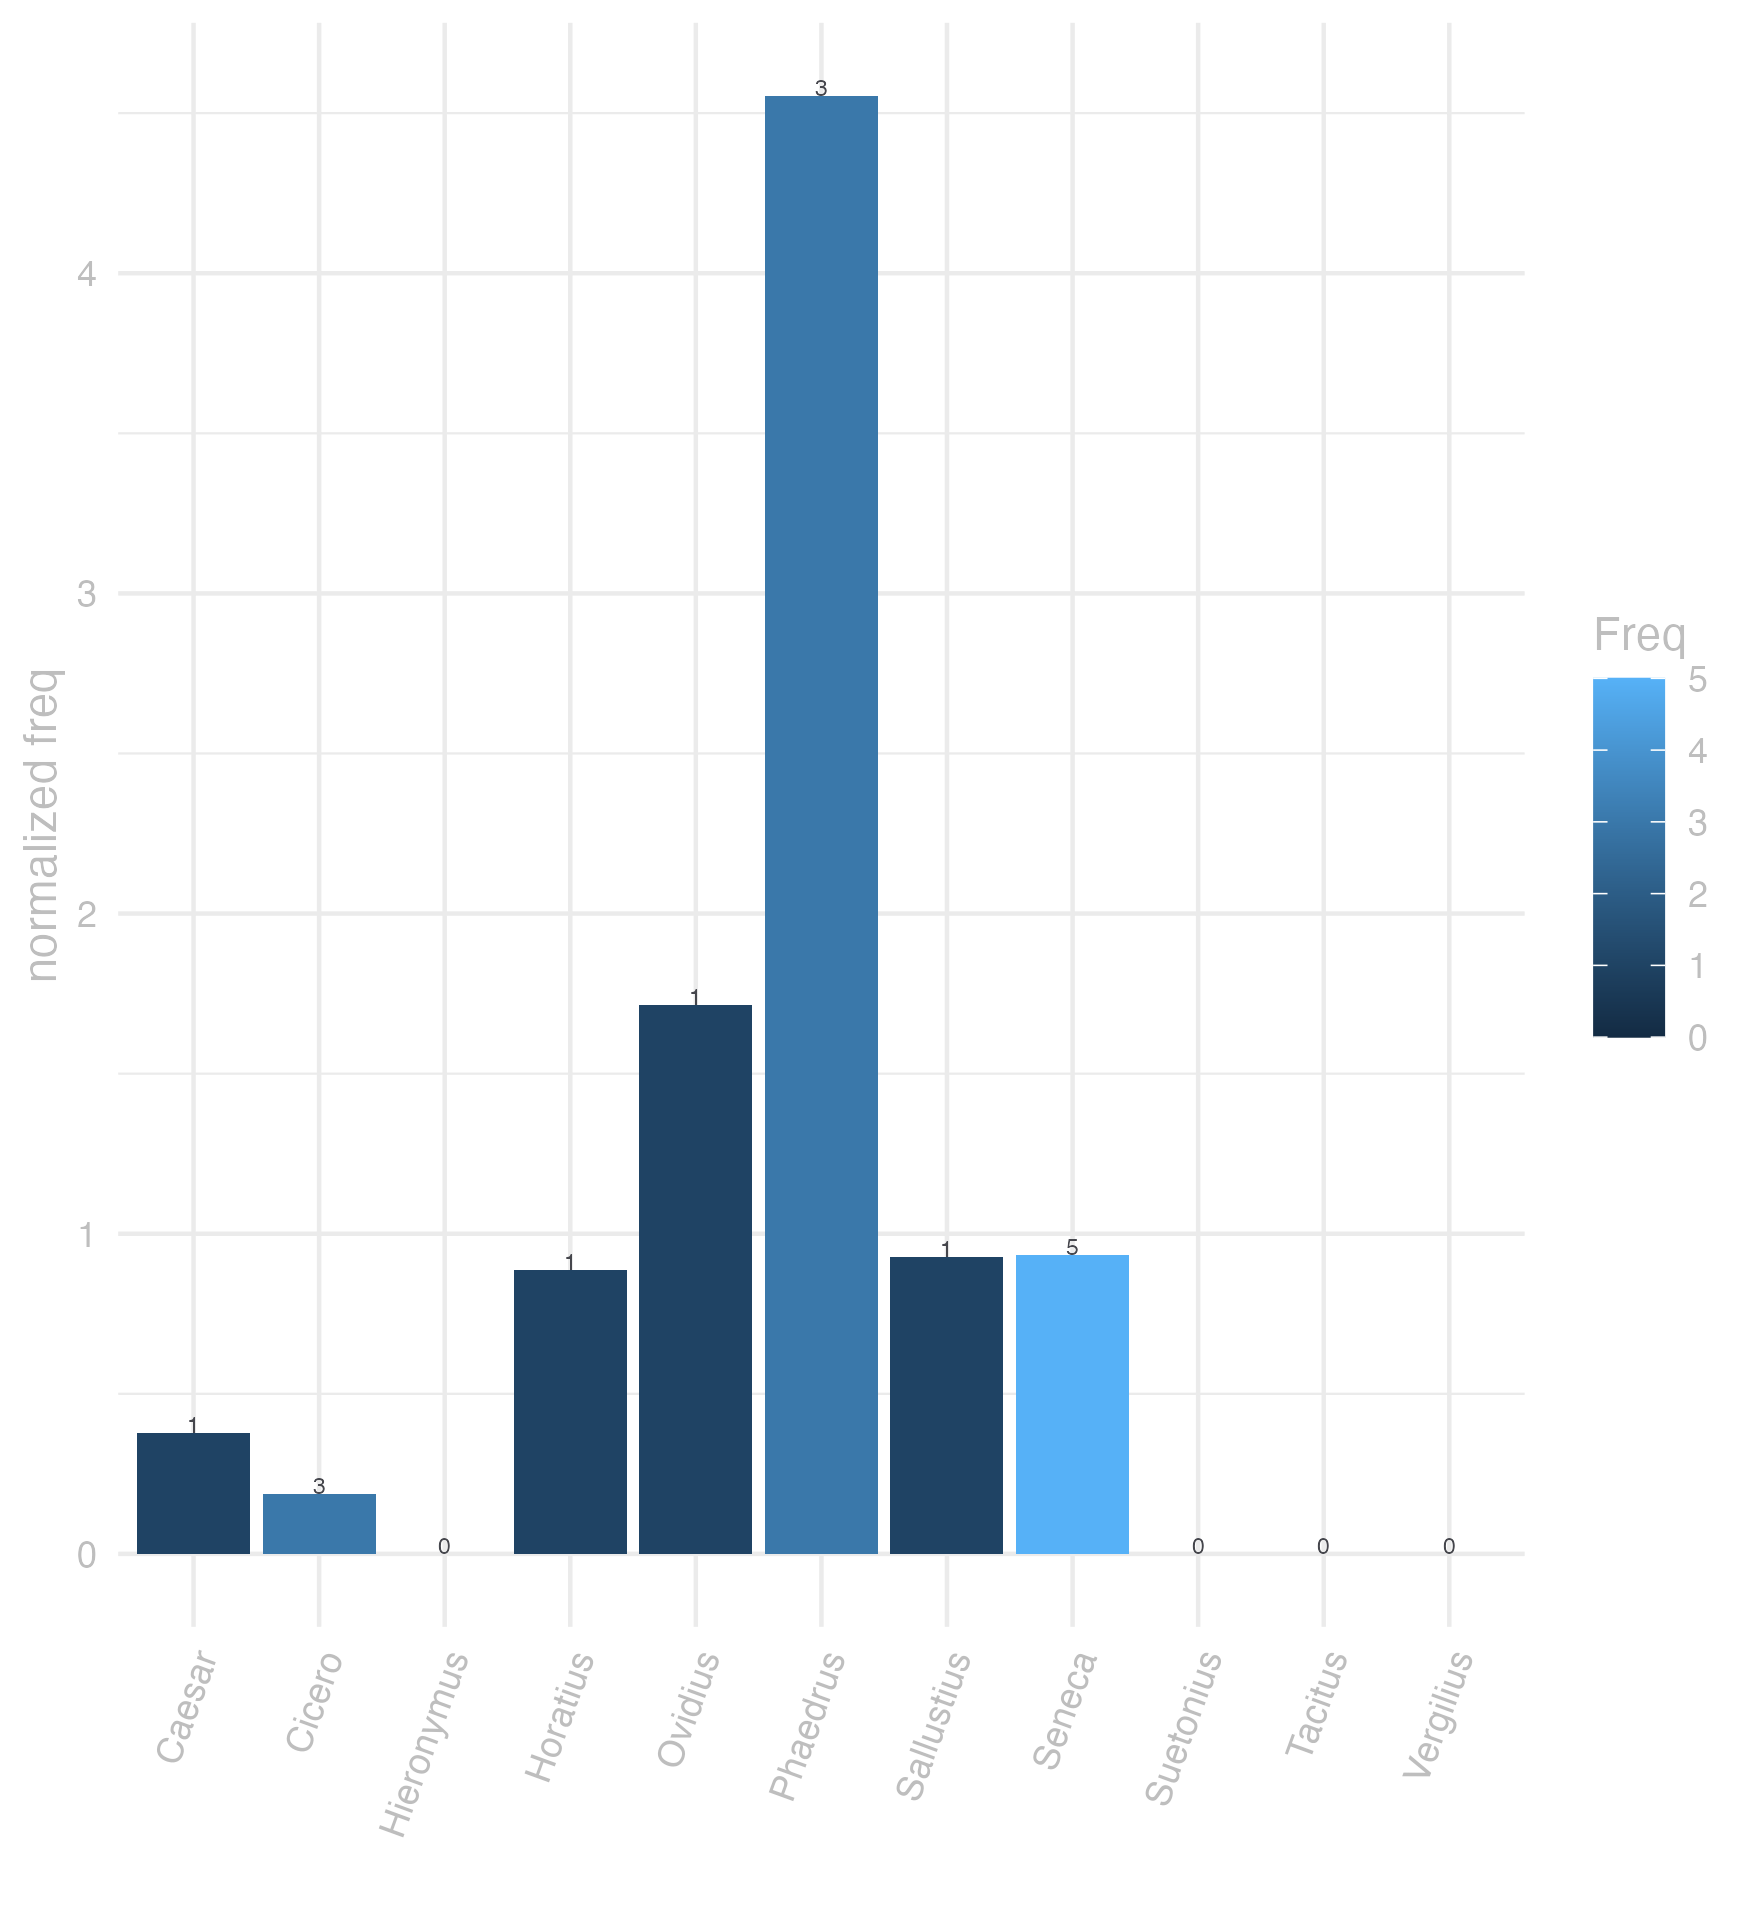 normalized freq
4
3
2
1
0
1
3
0
1
1
3
1
5
0
0
0
Caesar
Cicero
Hieronymus
Horatius
Ovidius
Phaedrus
Sallustius
Seneca
Suetonius
Tacitus
Vergilius
Freq
5
4
3
2
1
0